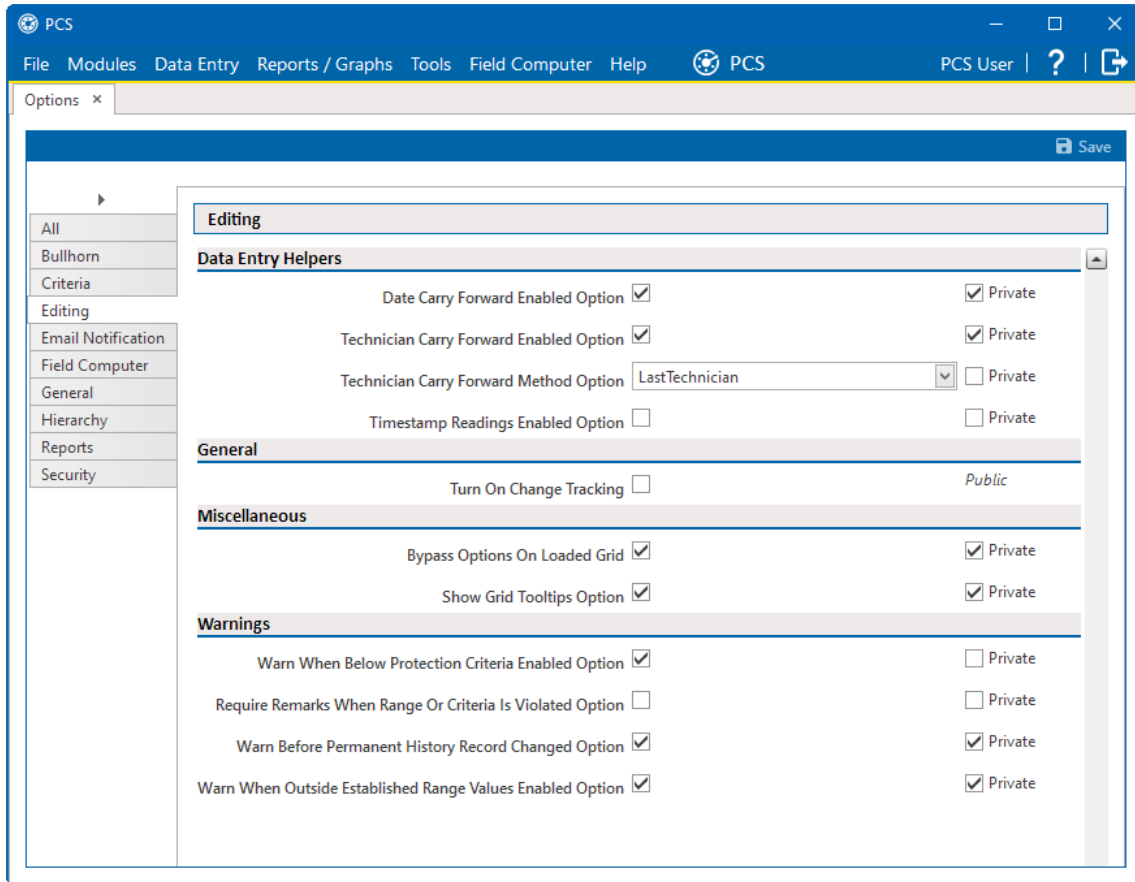 PCS
File Modules Data Entry Reports / Graphs Tools Field Computer Help PCS PCS User | ? |
Options ×
Save
All
Bullhorn
Criteria
Editing
Email Notification
Field Computer
General
Hierarchy
Reports
Security
Editing
Data Entry Helpers
Date Carry Forward Enabled Option Private
Technician Carry Forward Enabled Option Private
Technician Carry Forward Method Option LastTechnician Private
Timestamp Readings Enabled Option Private
General
Turn On Change Tracking Public
Miscellaneous
Bypass Options On Loaded Grid Private
Show Grid Tooltips Option Private
Warnings
Warn When Below Protection Criteria Enabled Option Private
Require Remarks When Range Or Criteria Is Violated Option Private
Warn Before Permanent History Record Changed Option Private
Warn When Outside Established Range Values Enabled Option Private